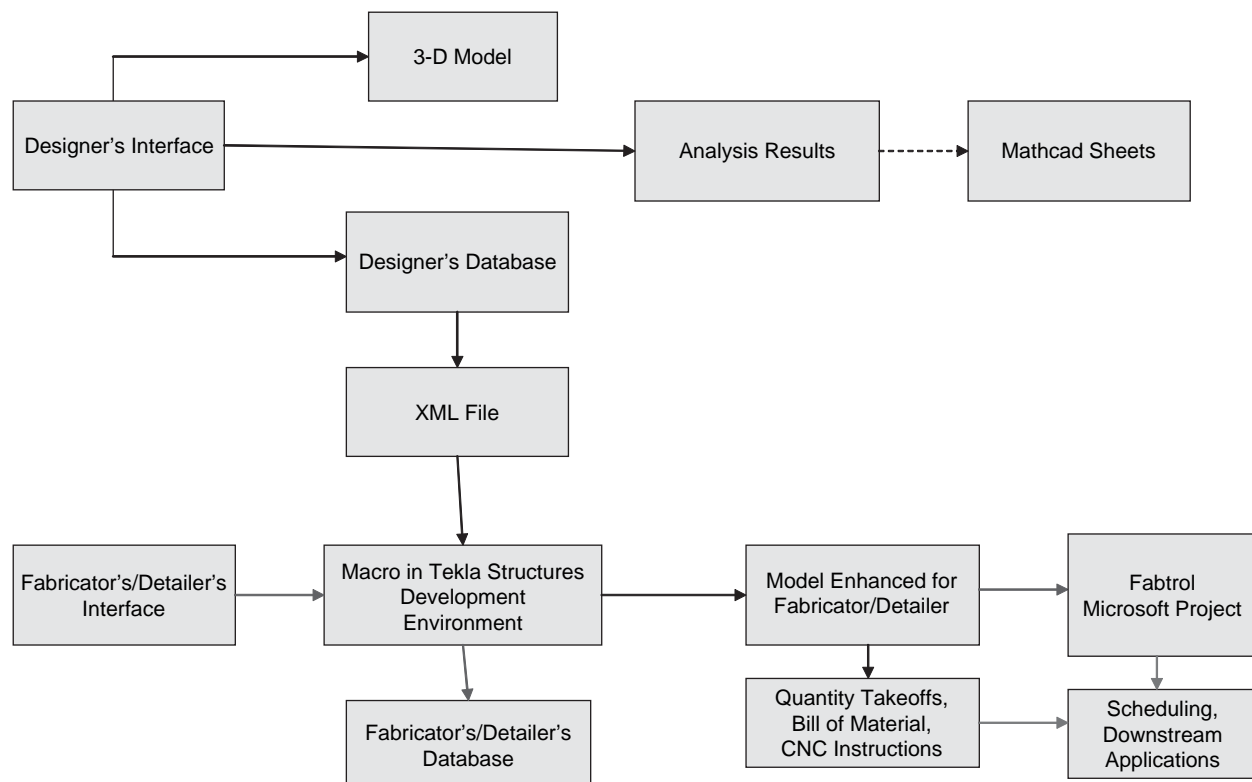 3-D Model
Designer’s Interface
Analysis Results
Mathcad Sheets
Designer’s Database
XML File
Fabricator’s/Detailer’s
Interface
Macro in Tekla Structures
Development
Environment
Model Enhanced for
Fabricator/Detailer
Fabtrol
Microsoft Project
Fabricator’s/Detailer’s
Database
Quantity Takeoffs,
Bill of Material,
CNC Instructions
Scheduling,
Downstream
Applications